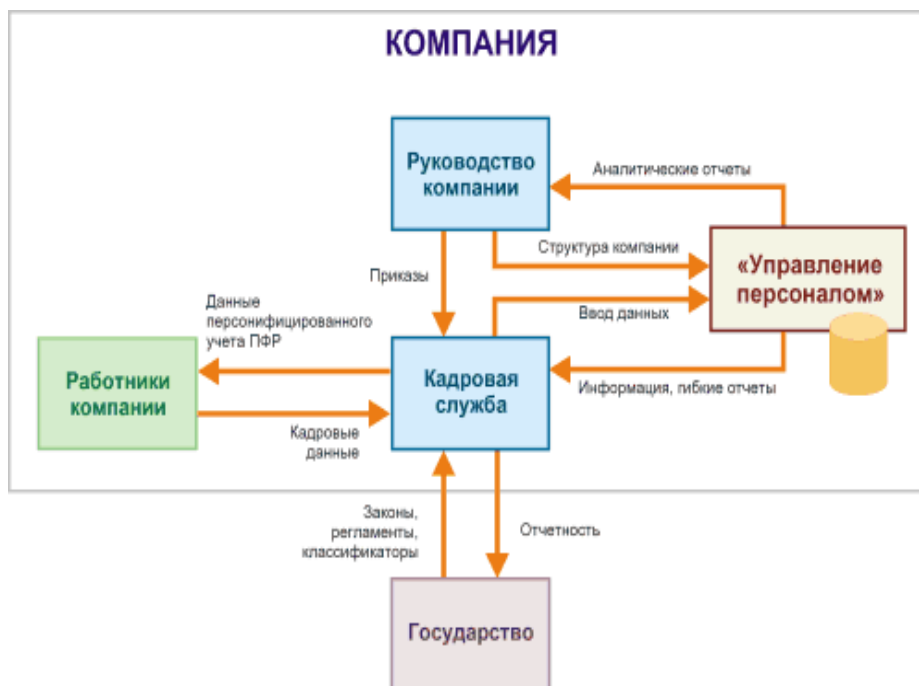 КОМПАНИЯ
Руководство
компании
Аналитические отчеты
Структура компании
«Управление
персоналом»
Приказы
Ввод данных
Данные
персонифицированного
учета ПФР
Работники
компании
Кадровая
служба
Информация, гибкие отчеты
Кадровые
данные
Законы,
регламенты,
классификаторы
Отчетность
Государство